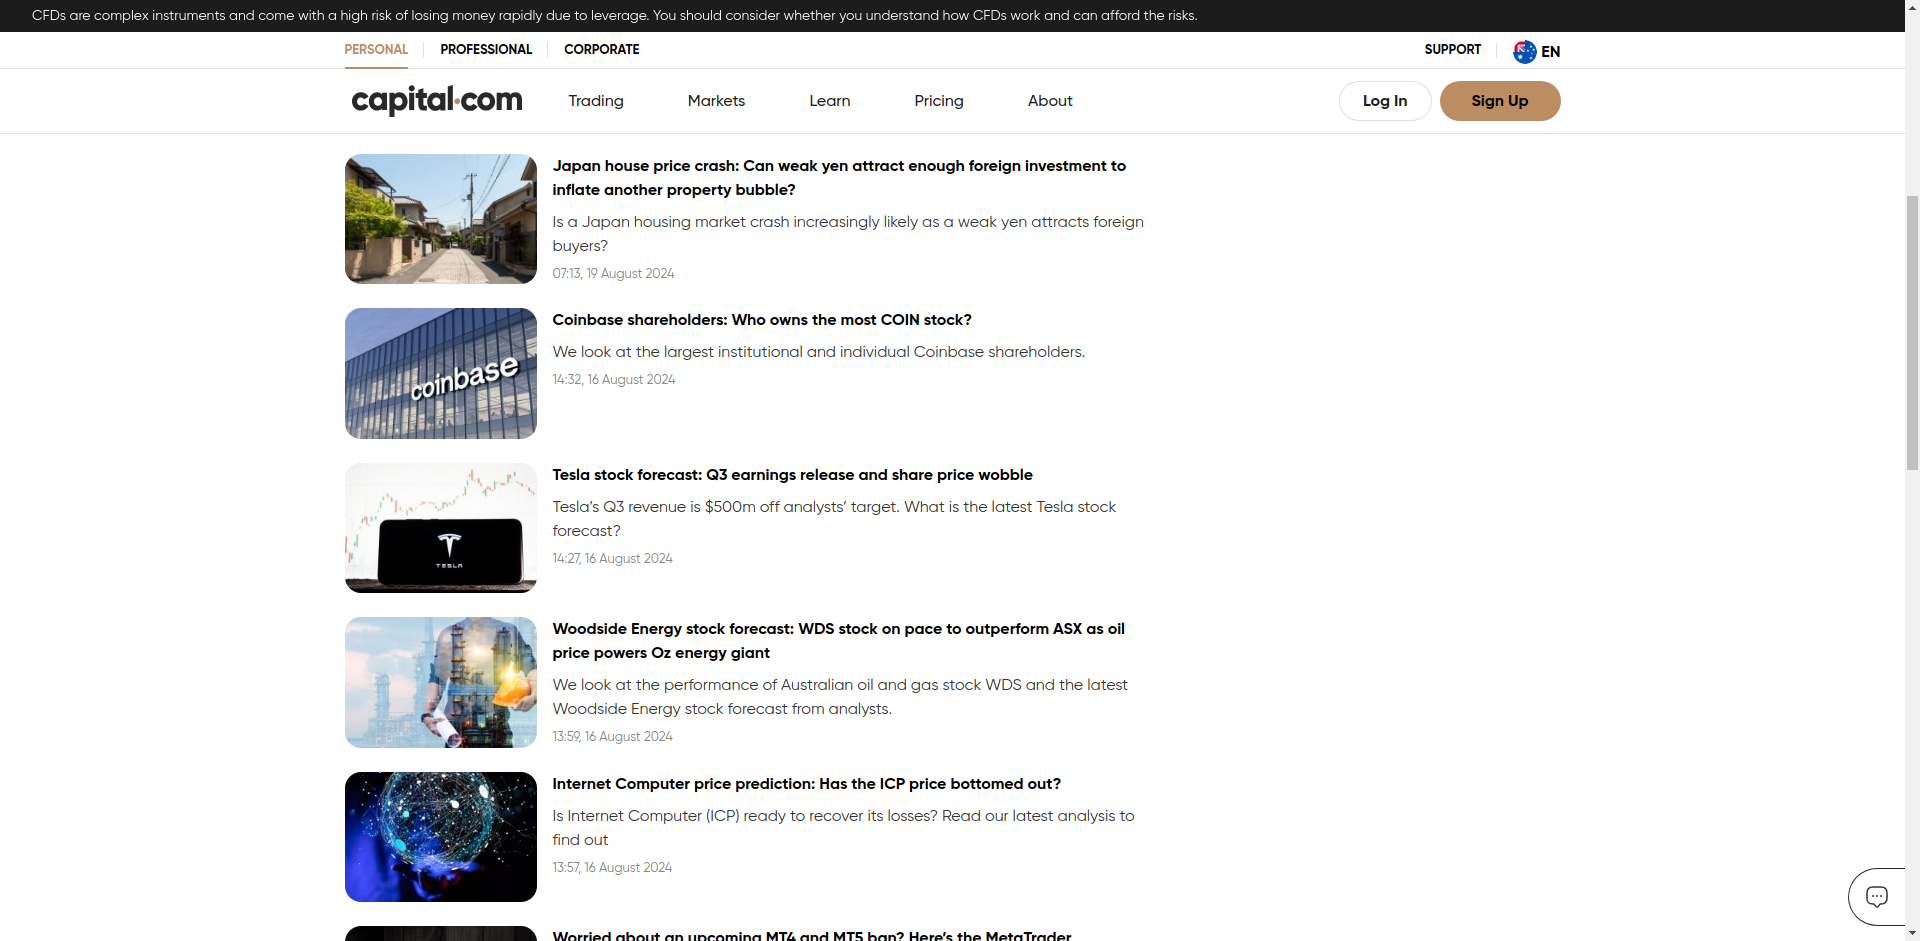 CFDs are complex instruments and come with a high risk of losing money rapidly due to leverage. You should consider whether you understand how CFDs work and can afford the risks.
PERSONAL
PROFESSIONAL
CORPORATE
SUPPORT
EN
capital.com
Trading
Markets
Learn
Pricing
About
Log In
Sign Up
Japan house price crash: Can weak yen attract enough foreign investment to
inflate another property bubble?
Is a Japan housing market crash increasingly likely as a weak yen attracts foreign
buyers?
07:13, 19 August 2024
coinbase
Coinbase shareholders: Who owns the most COIN stock?
We look at the largest institutional and individual Coinbase shareholders.
14:32, 16 August 2024
TESLA
Tesla stock forecast: Q3 earnings release and share price wobble
Tesla’s Q3 revenue is $500m off analysts’ target. What is the latest Tesla stock
forecast?
14:27, 16 August 2024
Woodside Energy stock forecast: WDS stock on pace to outperform ASX as oil
price powers Oz energy giant
We look at the performance of Australian oil and gas stock WDS and the latest
Woodside Energy stock forecast from analysts.
13:59, 16 August 2024
Internet Computer price prediction: Has the ICP price bottomed out?
Is Internet Computer (ICP) ready to recover its losses? Read our latest analysis to
find out
13:57, 16 August 2024
Worried about an upcoming MT4 and MT5 ban? Here’s the MetaTrader